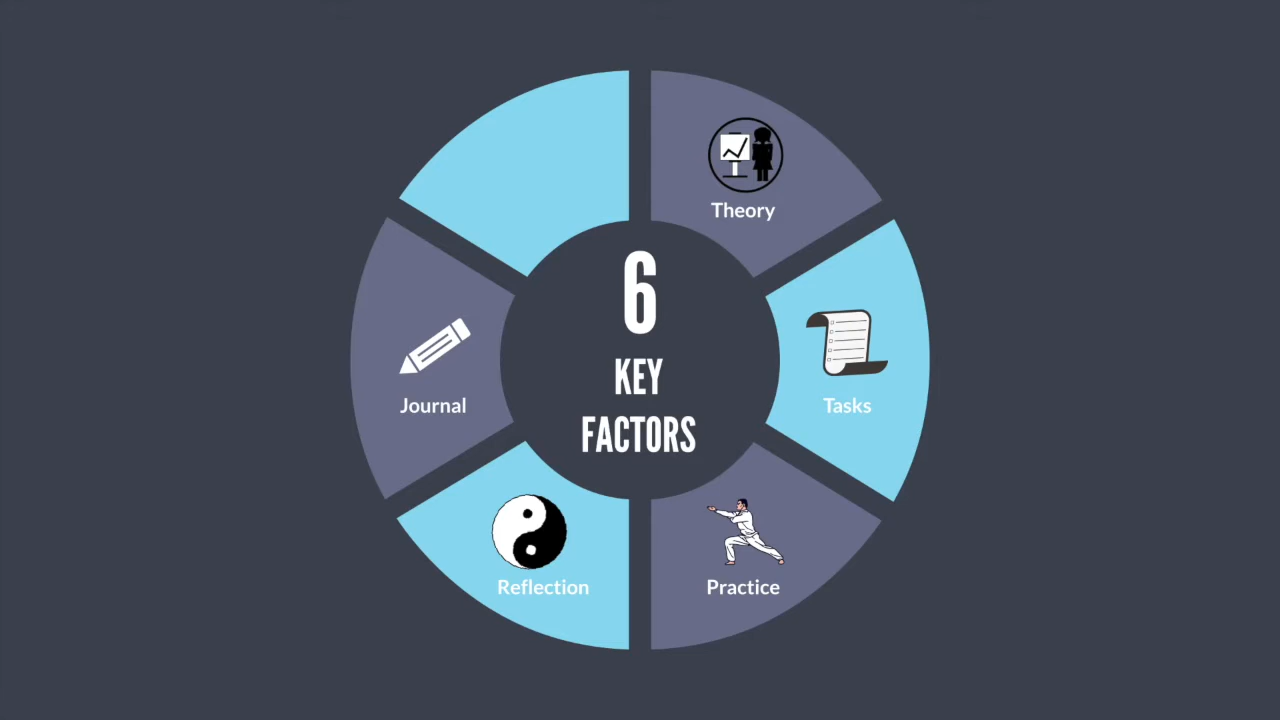 6
KEY
FACTORS
Theory
Tasks
Practice
Reflection
Journal